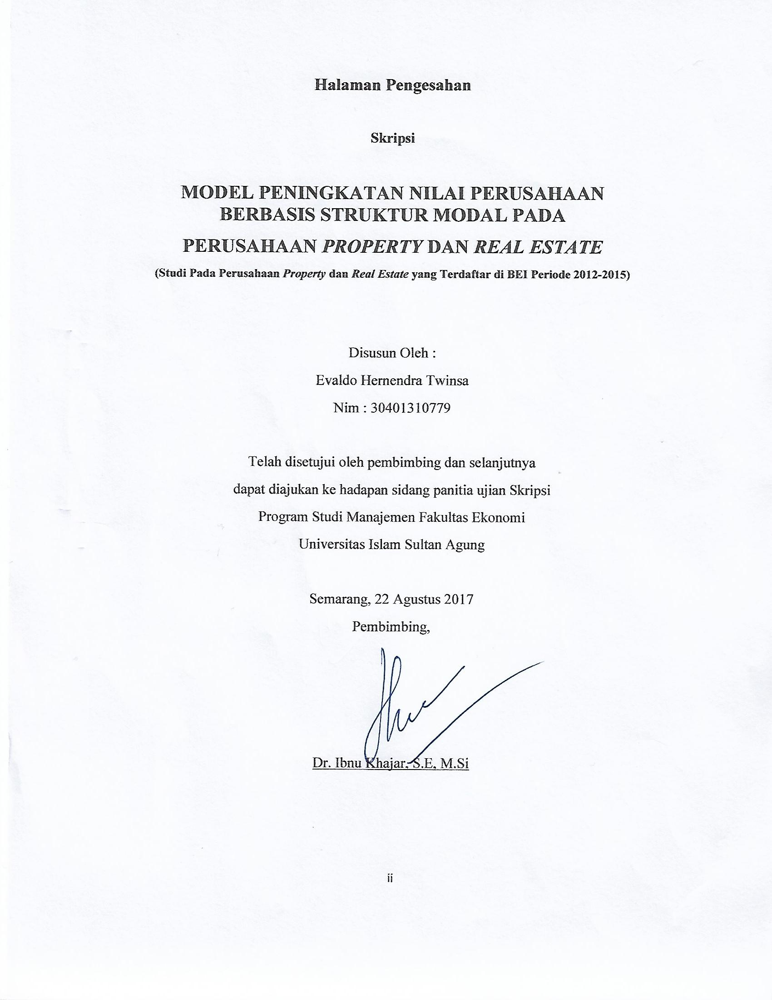 Halaman Pengesahan
Skripsi
MODEL PENINGKATAN NILAI PERUSAHAAN
BERBASIS STRUKTUR MODAL PADA
PERUSAHAAN PROPERTY DAN REAL ESTATE
(Studi Pada Perusahaan Property dan Real Estate yang Terdaftar di BEI Periode 2012-2015)
Disusun Oleh :
Evaldo Hernendra Twinsa
Nim : 30401310779
Telah disetujui oleh pembimbing dan selanjutnya
dapat diajukan ke hadapan sidang panitia ujian Skripsi
Program Studi Manajemen Fakultas Ekonomi
Universitas Islam Sultan Agung
Semarang, 22 Agustus 2017
Pembimbing,
Dr. Ibnu Khajar, S.E, M.Si
ii